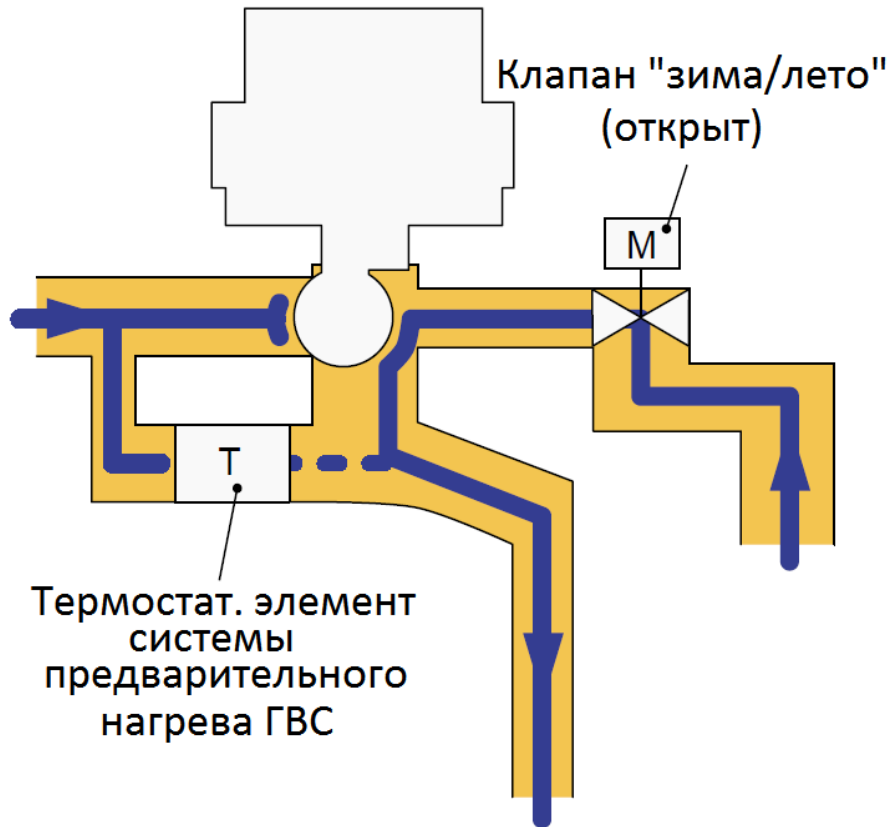 Клапан "зима/лето"
(открыт)
M
T
Термостат. элемент
системы
предварительного
нагрева ГВС